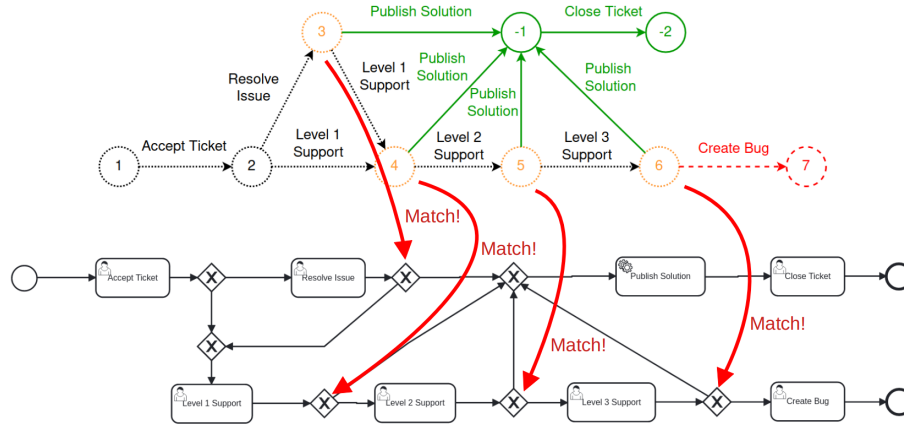 Publish Solution
Close Ticket
3
-1
-2
Resolve
Issue
Level 1
Support
Publish
Solution
Publish
Solution
Publish
Solution
Accept Ticket
Level 1
Support
Level 2
Support
Level 3
Support
Create Bug
1
2
4
5
6
7
Match!
Match!
Accept Ticket
X
Resolve Issue
X
X
Publish Solution
Close Ticket
X
Match!
Match!
Level 1 Support
X
Level 2 Support
X
Level 3 Support
X
Create Bug